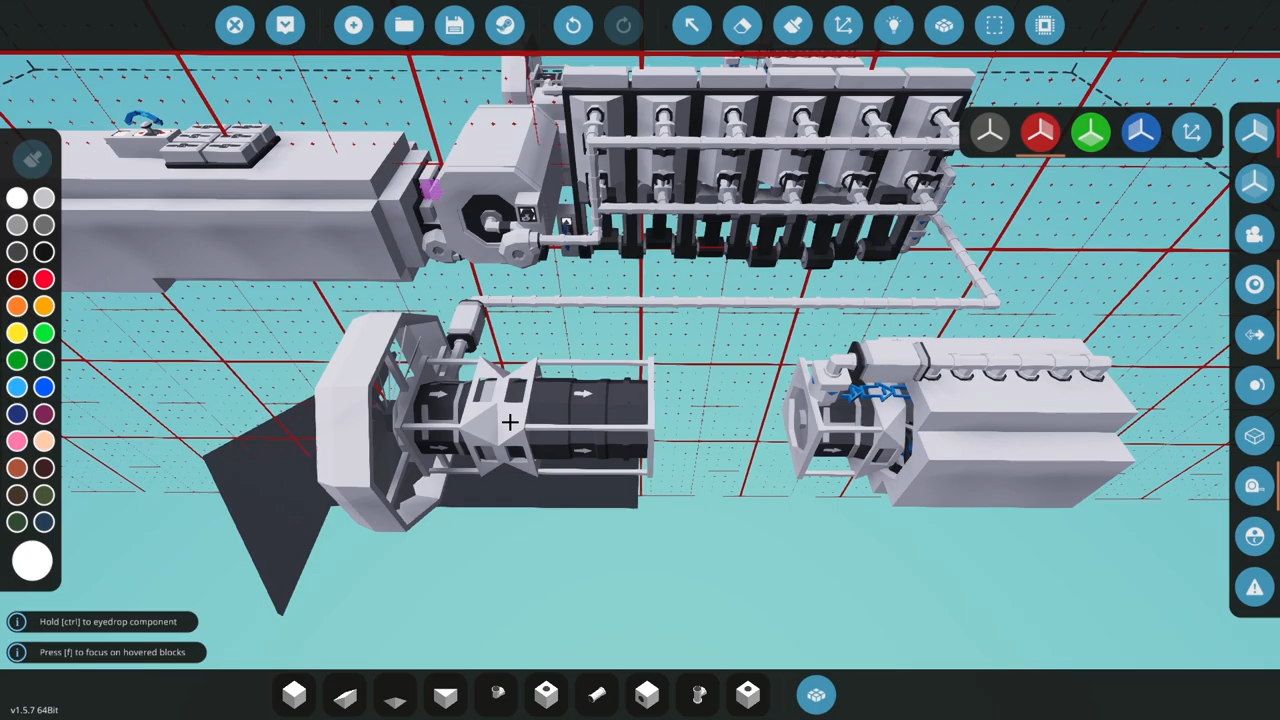 Hold [ctrl] to eyedrop component
Press [f] to focus on hovered blocks
v1.5.7 64Bit